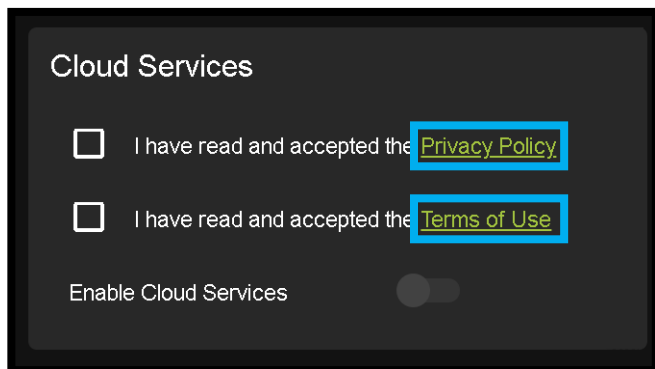 Cloud Services
I have read and accepted the Privacy Policy
I have read and accepted the Terms of Use
Enable Cloud Services